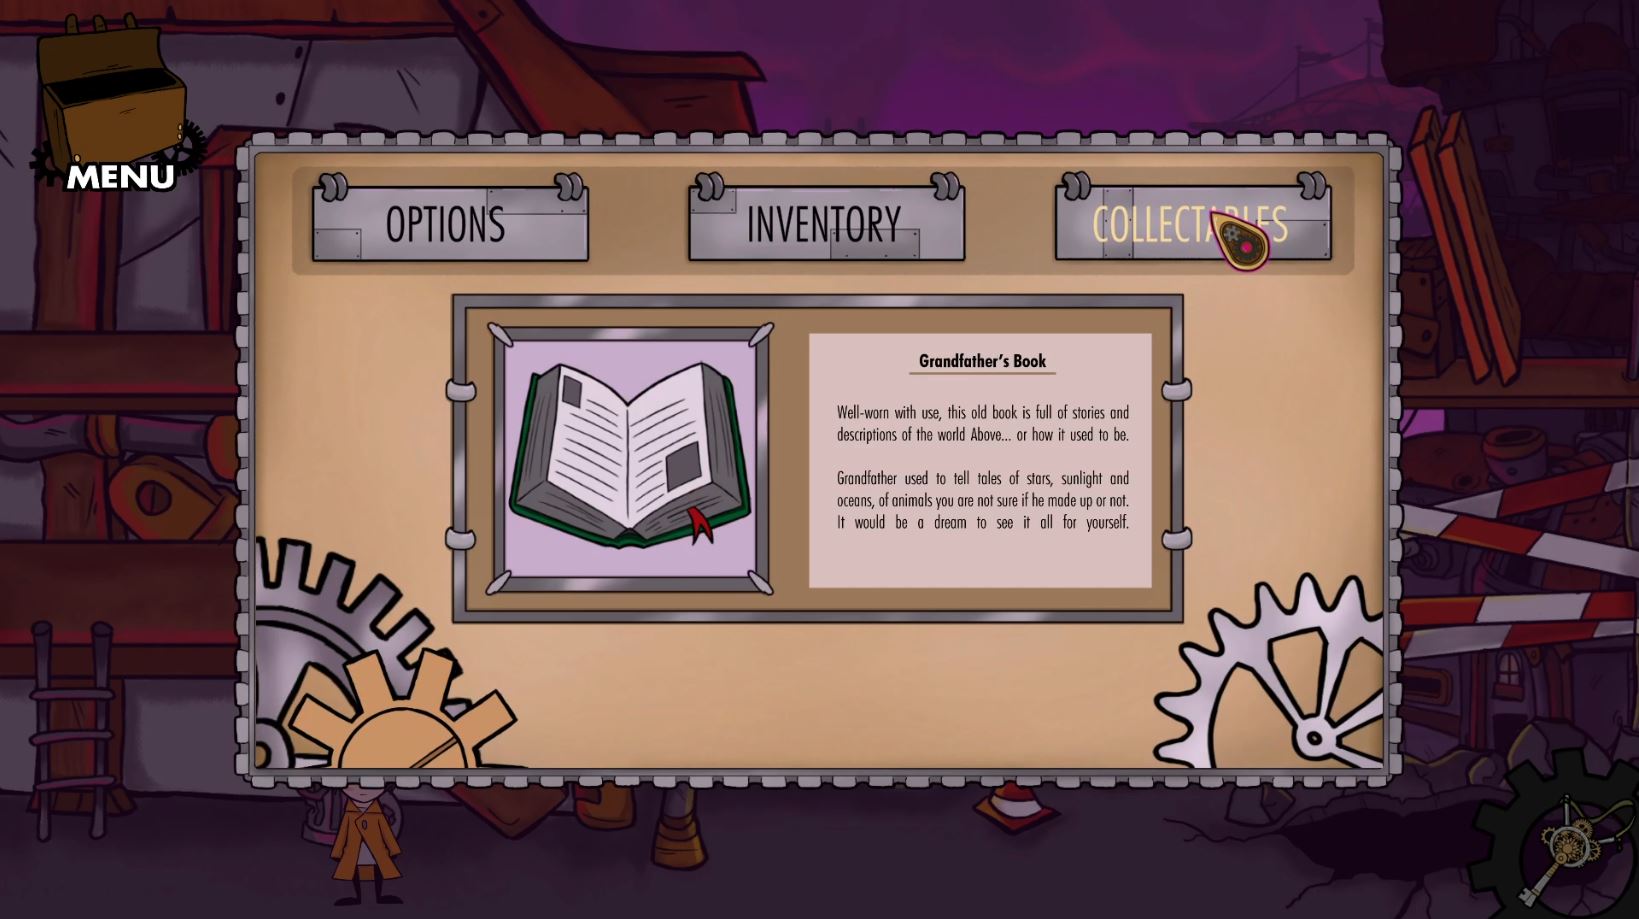 MENU
OPTIONS
INVENTORY
COLLECTABLES
Grandfather's Book
Well-worn with use, this old book is full of stories and
descriptions of the world Above... or how it used to be.
Grandfather used to tell tales of stars, sunlight and
oceans, of animals you are not sure if he made up or not.
It would be a dream to see it all for yourself.